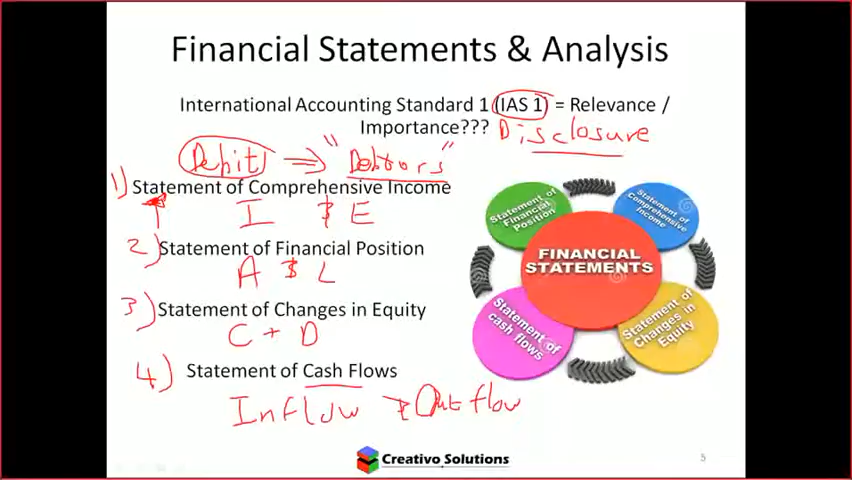 Financial Statements & Analysis
International Accounting Standard 1 (IAS 1) = Relevance /
Importance??? Disclosure
Debit ⇒ "Debtors"
1) Statement of Comprehensive Income
I & E
2) Statement of Financial Position
A & L
3) Statement of Changes in Equity
C + D
4) Statement of Cash Flows
Inflow & Outflow
Statement of
Financial
Position
Statement of
Comprehensive
Income
FINANCIAL
STATEMENTS
Statement of
cash flows
Statement of
Changes in
Equity
Creativo Solutions
5